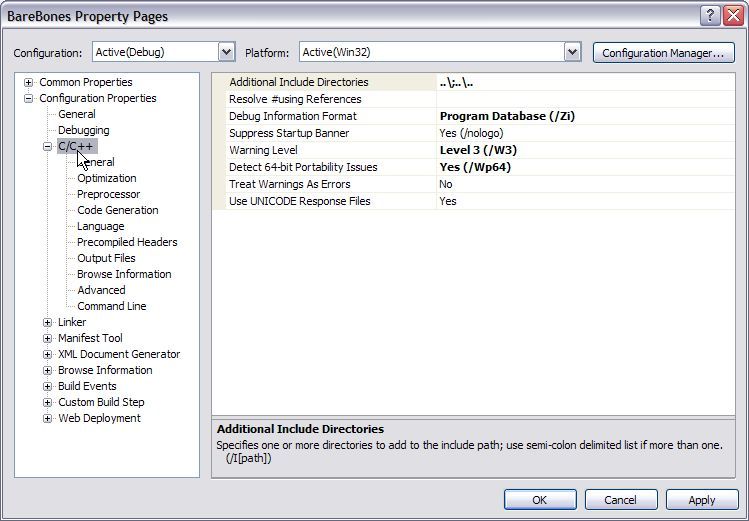 BareBones Property Pages
Configuration: Active(Debug) Platform: Active(Win32) Configuration Manager...
Common Properties
Configuration Properties
General
Debugging
C/C++
General
Optimization
Preprocessor
Code Generation
Language
Precompiled Headers
Output Files
Browse Information
Advanced
Command Line
Linker
Manifest Tool
XML Document Generator
Browse Information
Build Events
Custom Build Step
Web Deployment
Additional Include Directories ..\;..\..
Resolve #using References
Debug Information Format Program Database (/Zi)
Suppress Startup Banner Yes (/nologo)
Warning Level Level 3 (/W3)
Detect 64-bit Portability Issues Yes (/Wp64)
Treat Warnings As Errors No
Use UNICODE Response Files Yes
Additional Include Directories
Specifies one or more directories to add to the include path; use semi-colon delimited list if more than one.
(/I[path])
OK Cancel Apply